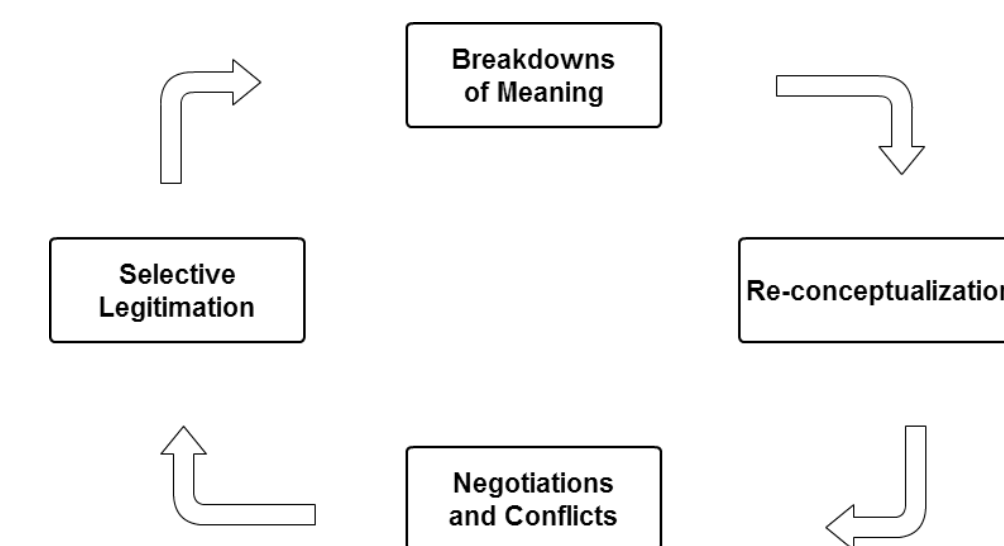 Breakdowns
of Meaning
Selective
Legitimation
Re-conceptualization
Negotiations
and Conflicts